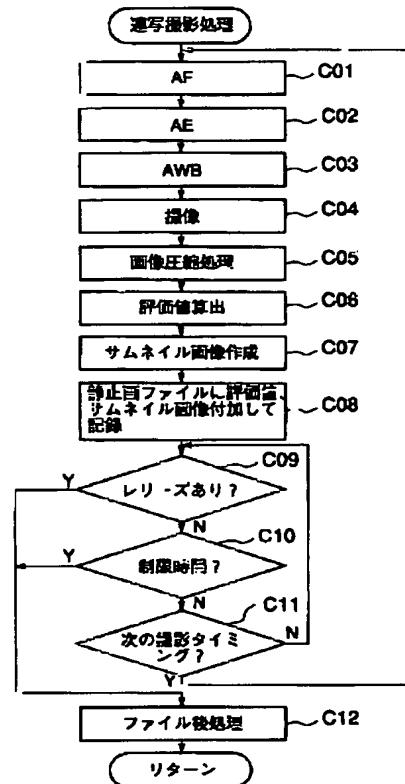 連写撮影処理
AF
C01
AE
C02
AWB
C03
撮像
C04
画像圧縮処理
C05
評価値算出
C06
サムネイル画像作成
C07
静止画ファイルに評価値、
サムネイル画像付加して
記録
C08
C09
レリーズあり?
Y
N
C10
制限時間?
Y
N
C11
次の撮影タイミ
ング?
N
Y
ファイル後処理
C12
リターン